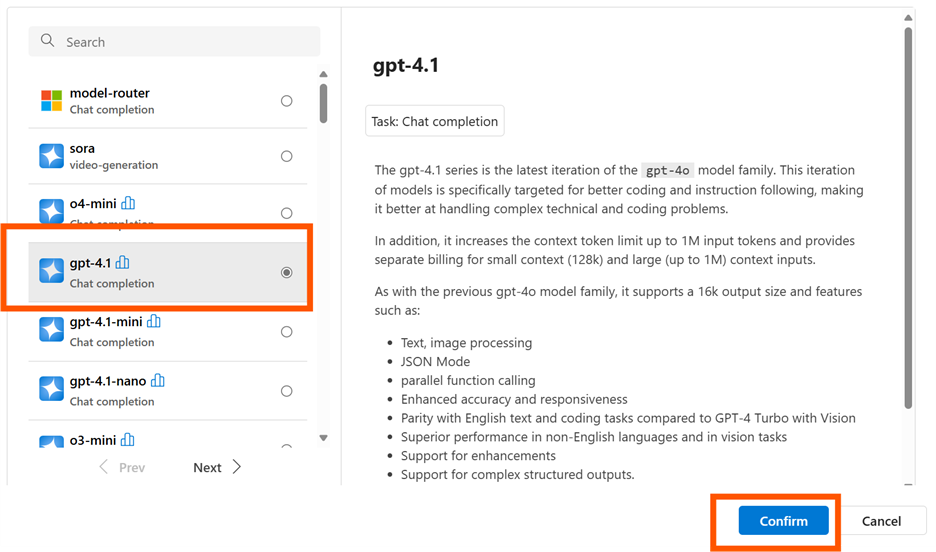 Search
model-router
Chat completion
sora
video-generation
o4-mini
Chat completion
gpt-4.1
Chat completion
gpt-4.1-mini
Chat completion
gpt-4.1-nano
Chat completion
o3-mini
Prev
Next
gpt-4.1
Task: Chat completion
The gpt-4.1 series is the latest iteration of the gpt-4o model family. This iteration
of models is specifically targeted for better coding and instruction following, making
it better at handling complex technical and coding problems.
In addition, it increases the context token limit up to 1M input tokens and provides
separate billing for small context (128k) and large (up to 1M) context inputs.
As with the previous gpt-4o model family, it supports a 16k output size and features
such as:
• Text, image processing
• JSON Mode
• parallel function calling
• Enhanced accuracy and responsiveness
• Parity with English text and coding tasks compared to GPT-4 Turbo with Vision
• Superior performance in non-English languages and in vision tasks
• Support for enhancements
• Support for complex structured outputs.
Confirm
Cancel